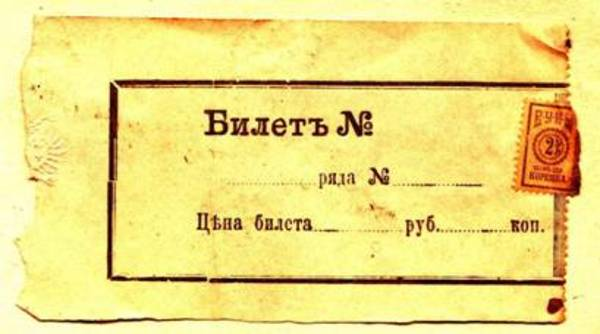 Билетъ №
ряда №
Цѣна билета руб. коп.